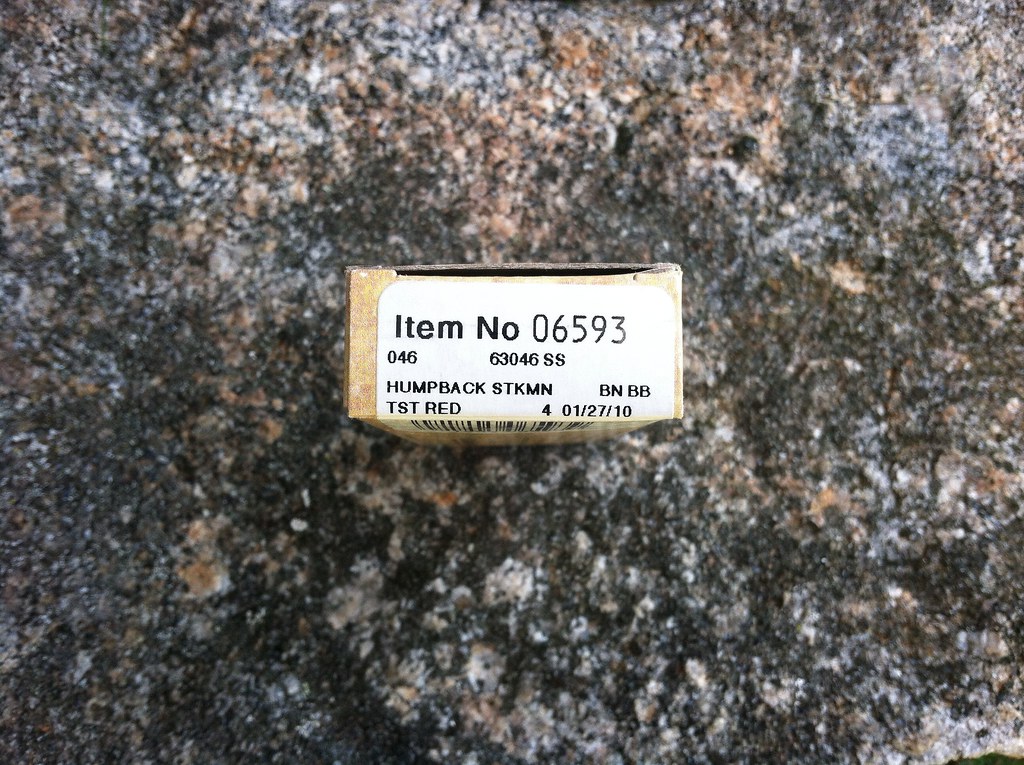 Item No 06593
046 63046 SS
HUMPBACK STKMN BN BB
TST RED 4 01/27/10